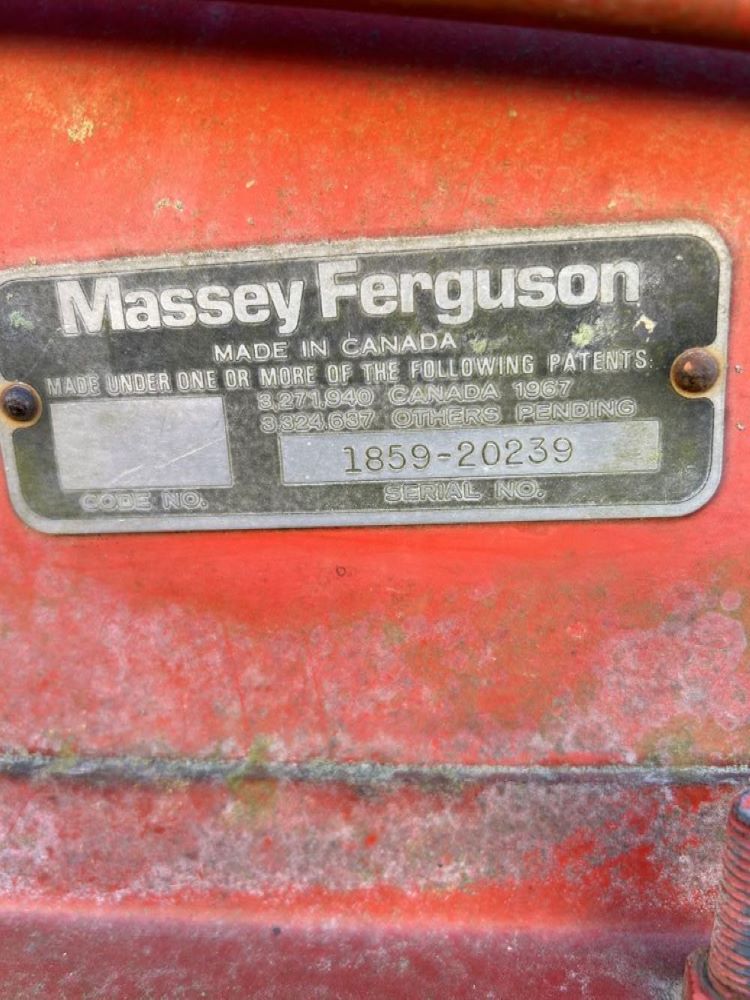 Massey Ferguson
MADE IN CANADA
MADE UNDER ONE OR MORE OF THE FOLLOWING PATENTS:
3,271,940 CANADA 1967
3,324,637 OTHERS PENDING
1859-20239
CODE NO.
SERIAL NO.